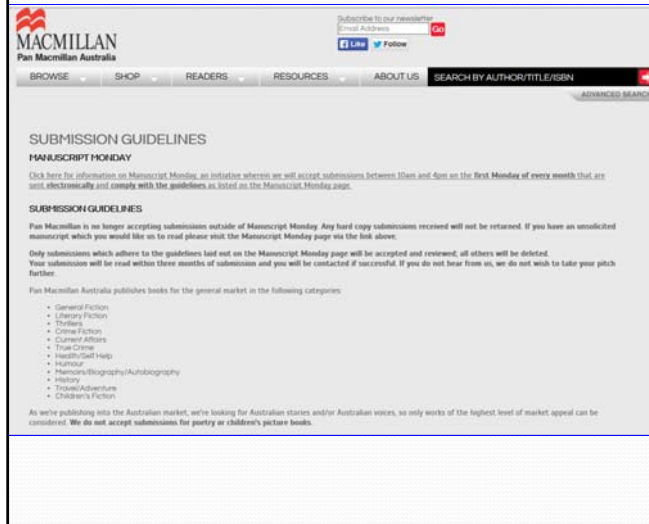 Subscribe to our newsletter
Email Address Go
MACMILLAN
Like Follow
Pan Macmillan Australia
BROWSE SHOP READERS RESOURCES ABOUT US SEARCH BY AUTHOR/TITLE/ISBN
ADVANCED SEARCH
SUBMISSION GUIDELINES
MANUSCRIPT MONDAY
Click here for information on Manuscript Monday, an initiative wherein we will accept submissions between 10am and 4pm on the first Monday of every month that are
sent electronically and comply with the guidelines as listed on the Manuscript Monday page.
SUBMISSION GUIDELINES
Pan Macmillan is no longer accepting submissions outside of Manuscript Monday. Any hard copy submissions received will not be returned. If you have an unsolicited
manuscript which you would like us to read please visit the Manuscript Monday page via the link above.
Only submissions which adhere to the guidelines laid out on the Manuscript Monday page will be accepted and reviewed; all others will be deleted.
Your submission will be read within three months of submission and you will be contacted if successful. If you do not hear from us, we do not wish to take your pitch
further.
Pan Macmillan Australia publishes books for the general market in the following categories:
• General Fiction
• Literary Fiction
• Thrillers
• Crime Fiction
• Current Affairs
• True Crime
• Health/Self Help
• Humour
• Memoirs/Biography/Autobiography
• History
• Travel/Adventure
• Children's Fiction
As we're publishing into the Australian market, we're looking for Australian stories and/or Australian voices, so only works of the highest level of market appeal can be
considered. We do not accept submissions for poetry or children's picture books.